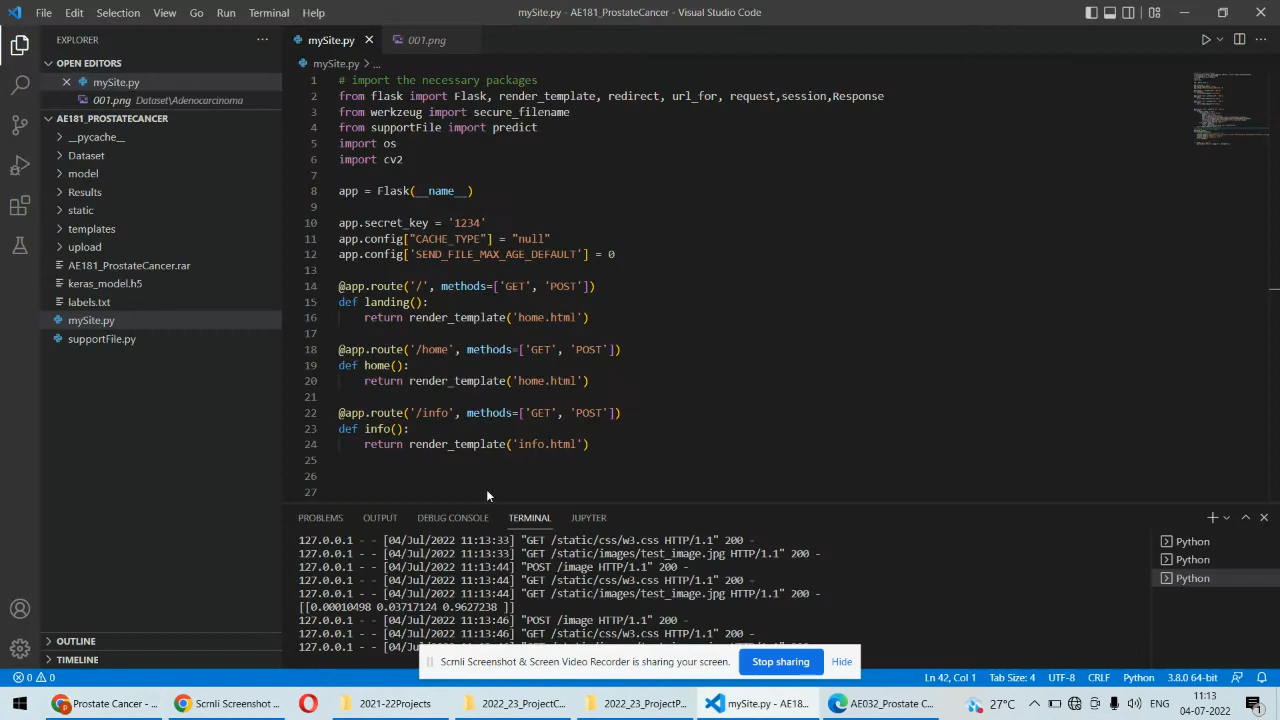 File Edit Selection View Go Run Terminal Help
mySite.py - AE181_ProstateCancer - Visual Studio Code
EXPLORER
OPEN EDITORS
mySite.py
001.png Dataset\Adenocarcinoma
AE181_PROSTATECANCER
__pycache__
Dataset
model
Results
static
templates
upload
AE181_ProstateCancer.rar
keras_model.h5
labels.txt
mySite.py
supportFile.py
OUTLINE
TIMELINE
mySite.py 001.png
mySite.py > ...
1 # import the necessary packages
2 from flask import Flask, render_template, redirect, url_for, request,session,Response
3 from werkzeug import secure_filename
4 from supportFile import predict
5 import os
6 import cv2
7
8 app = Flask(__name__)
9
10 app.secret_key = '1234'
11 app.config["CACHE_TYPE"] = "null"
12 app.config['SEND_FILE_MAX_AGE_DEFAULT'] = 0
13
14 @app.route('/', methods=['GET', 'POST'])
15 def landing():
16 return render_template('home.html')
17
18 @app.route('/home', methods=['GET', 'POST'])
19 def home():
20 return render_template('home.html')
21
22 @app.route('/info', methods=['GET', 'POST'])
23 def info():
24 return render_template('info.html')
25
26
27
PROBLEMS OUTPUT DEBUG CONSOLE TERMINAL JUPYTER
127.0.0.1 - - [04/Jul/2022 11:13:33] "GET /static/css/w3.css HTTP/1.1" 200 -
127.0.0.1 - - [04/Jul/2022 11:13:33] "GET /static/images/test_image.jpg HTTP/1.1" 200 -
127.0.0.1 - - [04/Jul/2022 11:13:44] "POST /image HTTP/1.1" 200 -
127.0.0.1 - - [04/Jul/2022 11:13:44] "GET /static/css/w3.css HTTP/1.1" 200 -
127.0.0.1 - - [04/Jul/2022 11:13:44] "GET /static/images/test_image.jpg HTTP/1.1" 200 -
[[0.00010498 0.03717124 0.9627238 ]]
127.0.0.1 - - [04/Jul/2022 11:13:46] "POST /image HTTP/1.1" 200 -
127.0.0.1 - - [04/Jul/2022 11:13:46] "GET /static/css/w3.css HTTP/1.1" 200 -
127.0.0.1 - - [04/Jul/2022 11:13:46]
Python
Python
Python
Scrnli Screenshot & Screen Video Recorder is sharing your screen. Stop sharing Hide
0 0 Ln 42, Col 1 Tab Size: 4 UTF-8 CRLF Python 3.8.0 64-bit
Prostate Cancer - ... Scrnli Screenshot ... 2021-22Projects 2022_23_Projec... 2022_23_ProjectP... mySite.py - AE18... AE032_Prostate C... 27°C ENG 11:13
04-07-2022 1